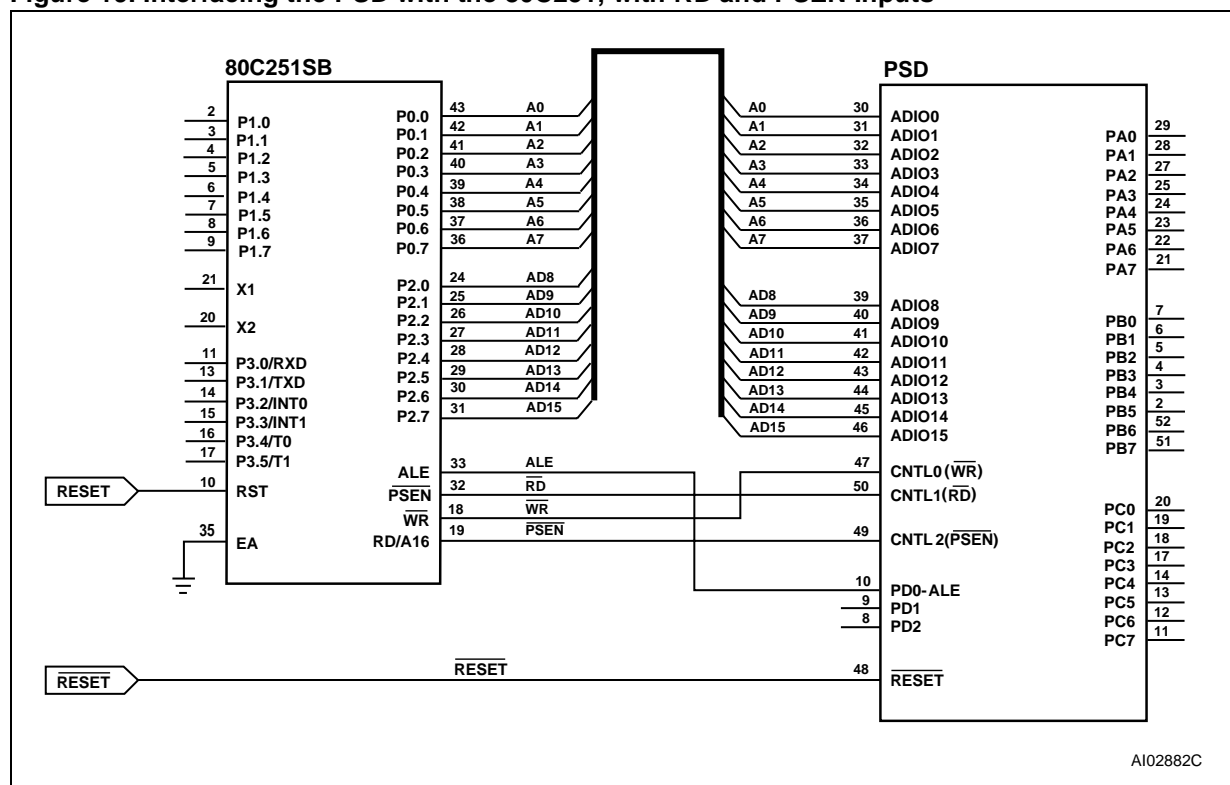 80C251SB
PSD
2 P1.0
3 P1.1
4 P1.2
5 P1.3
6 P1.4
7 P1.5
8 P1.6
9 P1.7
21 X1
20 X2
11 P3.0/RXD
13 P3.1/TXD
14 P3.2/INT0
15 P3.3/INT1
16 P3.4/T0
17 P3.5/T1
RESET 10 RST
35 EA
P0.0 43 A0
P0.1 42 A1
P0.2 41 A2
P0.3 40 A3
P0.4 39 A4
P0.5 38 A5
P0.6 37 A6
P0.7 36 A7
P2.0 24 AD8
P2.1 25 AD9
P2.2 26 AD10
P2.3 27 AD11
P2.4 28 AD12
P2.5 29 AD13
P2.6 30 AD14
P2.7 31 AD15
ALE 33 ALE
PSEN 32 RD
WR 18 WR
RD/A16 19 PSEN
A0 30 ADIO0
A1 31 ADIO1
A2 32 ADIO2
A3 33 ADIO3
A4 34 ADIO4
A5 35 ADIO5
A6 36 ADIO6
A7 37 ADIO7
AD8 39 ADIO8
AD9 40 ADIO9
AD10 41 ADIO10
AD11 42 ADIO11
AD12 43 ADIO12
AD13 44 ADIO13
AD14 45 ADIO14
AD15 46 ADIO15
47 CNTL0(WR)
50 CNTL1(RD)
49 CNTL 2(PSEN)
10 PD0-ALE
9 PD1
8 PD2
RESET RESET 48 RESET
PA0 29
PA1 28
PA2 27
PA3 25
PA4 24
PA5 23
PA6 22
PA7 21
PB0 7
PB1 6
PB2 5
PB3 4
PB4 3
PB5 2
PB6 52
PB7 51
PC0 20
PC1 19
PC2 18
PC3 17
PC4 14
PC5 13
PC6 12
PC7 11
AI02882C